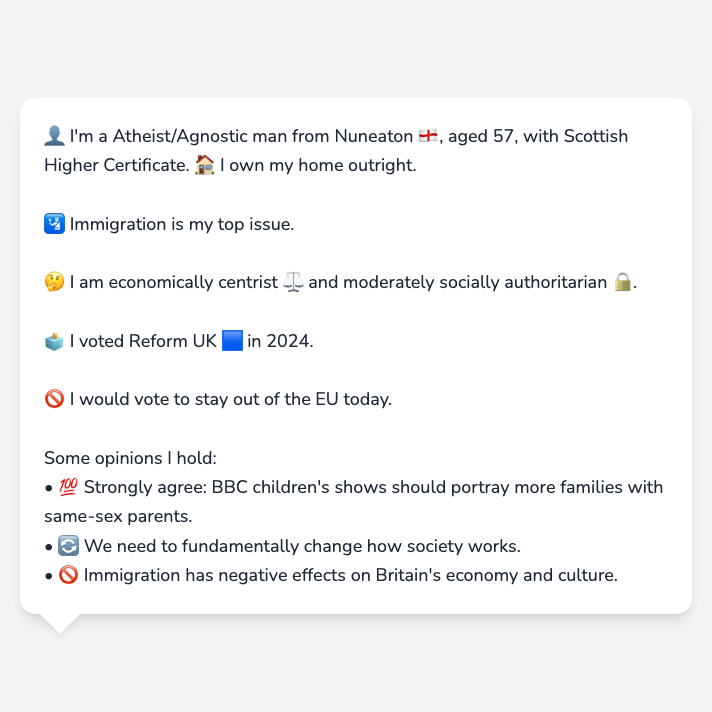 👤 I'm a Atheist/Agnostic man from Nuneaton 🏴󠁧󠁢󠁥󠁮󠁧󠁿, aged 57, with Scottish
Higher Certificate. 🏠 I own my home outright.
🛂 Immigration is my top issue.
🤔 I am economically centrist ⚖️ and moderately socially authoritarian 🔒.
🗳️ I voted Reform UK 🟦 in 2024.
🚫 I would vote to stay out of the EU today.
Some opinions I hold:
• 💯 Strongly agree: BBC children's shows should portray more families with
same-sex parents.
• 🔄 We need to fundamentally change how society works.
• 🚫 Immigration has negative effects on Britain's economy and culture.